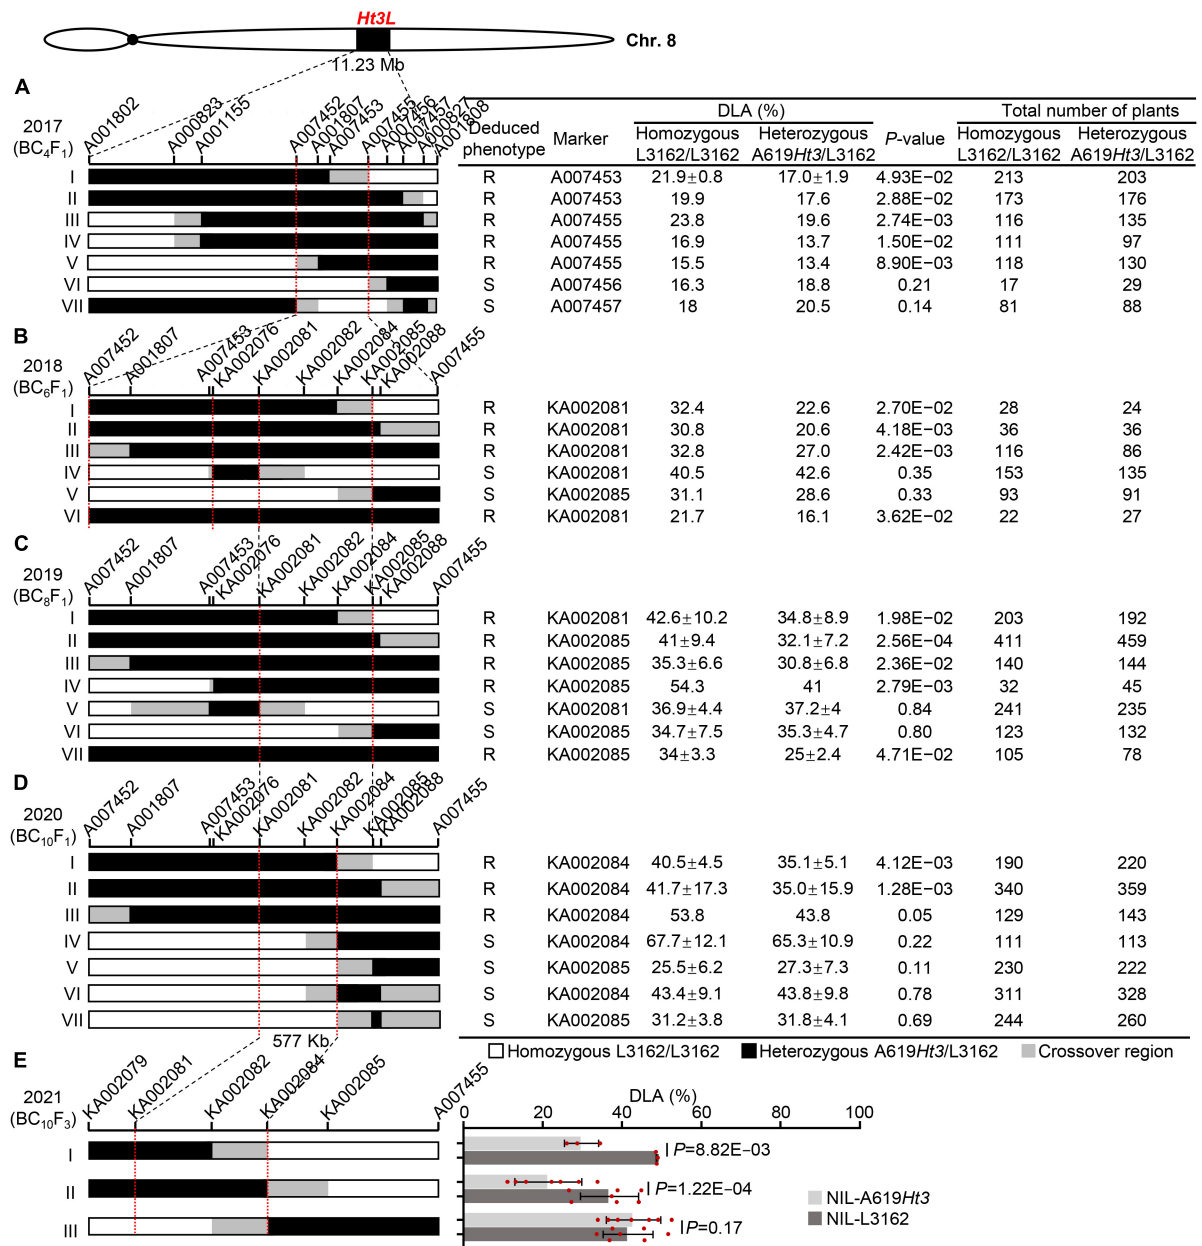 Ht3L
Chr. 8
11.23 Mb
A
2017
(BC4F1)
A001802 A000823 A001155 A007452 A001807 A007453 A007455 A007456 A007457 A000827 A001808
Deduced phenotype Marker DLA (%) P-value Total number of plants
Homozygous L3162/L3162 Heterozygous A619Ht3/L3162 Homozygous L3162/L3162 Heterozygous A619Ht3/L3162
I R A007453 21.9±0.8 17.0±1.9 4.93E−02 213 203
II R A007453 19.9 17.6 2.88E−02 173 176
III R A007455 23.8 19.6 2.74E−03 116 135
IV R A007455 16.9 13.7 1.50E−02 111 97
V R A007455 15.5 13.4 8.90E−03 118 130
VI S A007456 16.3 18.8 0.21 17 29
VII S A007457 18 20.5 0.14 81 88
B
2018
(BC6F1)
A007452 A001807 A007453 KA002076 KA002081 KA002082 KA002084 KA002085 KA002088 A007455
I R KA002081 32.4 22.6 2.70E−02 28 24
II R KA002081 30.8 20.6 4.18E−03 36 36
III R KA002081 32.8 27.0 2.42E−03 116 86
IV S KA002081 40.5 42.6 0.35 153 135
V S KA002085 31.1 28.6 0.33 93 91
VI R KA002081 21.7 16.1 3.62E−02 22 27
C
2019
(BC8F1)
A007452 A001807 A007453 KA002076 KA002081 KA002082 KA002084 KA002085 KA002088 A007455
I R KA002081 42.6±10.2 34.8±8.9 1.98E−02 203 192
II R KA002085 41±9.4 32.1±7.2 2.56E−04 411 459
III R KA002085 35.3±6.6 30.8±6.8 2.36E−02 140 144
IV R KA002085 54.3 41 2.79E−03 32 45
V S KA002081 36.9±4.4 37.2±4 0.84 241 235
VI S KA002085 34.7±7.5 35.3±4.7 0.80 123 132
VII R KA002085 34±3.3 25±2.4 4.71E−02 105 78
D
2020
(BC10F1)
A007452 A001807 A007453 KA002076 KA002081 KA002082 KA002084 KA002085 KA002088 A007455
I R KA002084 40.5±4.5 35.1±5.1 4.12E−03 190 220
II R KA002084 41.7±17.3 35.0±15.9 1.28E−03 340 359
III R KA002084 53.8 43.8 0.05 129 143
IV S KA002084 67.7±12.1 65.3±10.9 0.22 111 113
V S KA002085 25.5±6.2 27.3±7.3 0.11 230 222
VI S KA002084 43.4±9.1 43.8±9.8 0.78 311 328
VII S KA002085 31.2±3.8 31.8±4.1 0.69 244 260
577 Kb
Homozygous L3162/L3162 Heterozygous A619Ht3/L3162 Crossover region
E
2021
(BC10F3)
KA002079 KA002081 KA002082 KA002084 KA002085 A007455
DLA (%)
0 20 40 60 80 100
I P=8.82E−03
II P=1.22E−04
III P=0.17
NIL-A619Ht3
NIL-L3162